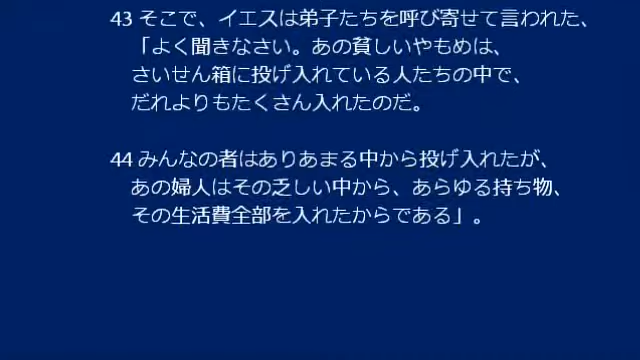 43 そこで、イエスは弟子たちを呼び寄せて言われた、
「よく聞きなさい。あの貧しいやもめは、
さいせん箱に投げ入れている人たちの中で、
だれよりもたくさん入れたのだ。
44 みんなの者はありあまる中から投げ入れたが、
あの婦人はその乏しい中から、あらゆる持ち物、
その生活費全部を入れたからである」。